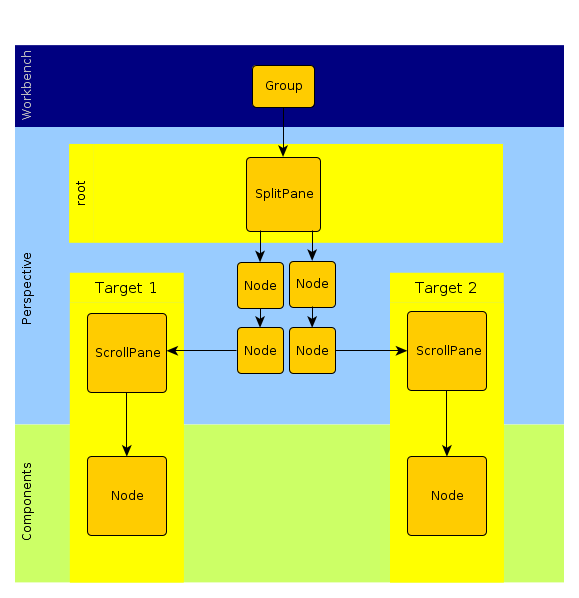 Workbench
Group
root
SplitPane
Perspective
Node
Node
Target 1
Target 2
ScrollPane
Node
Node
ScrollPane
Components
Node
Node